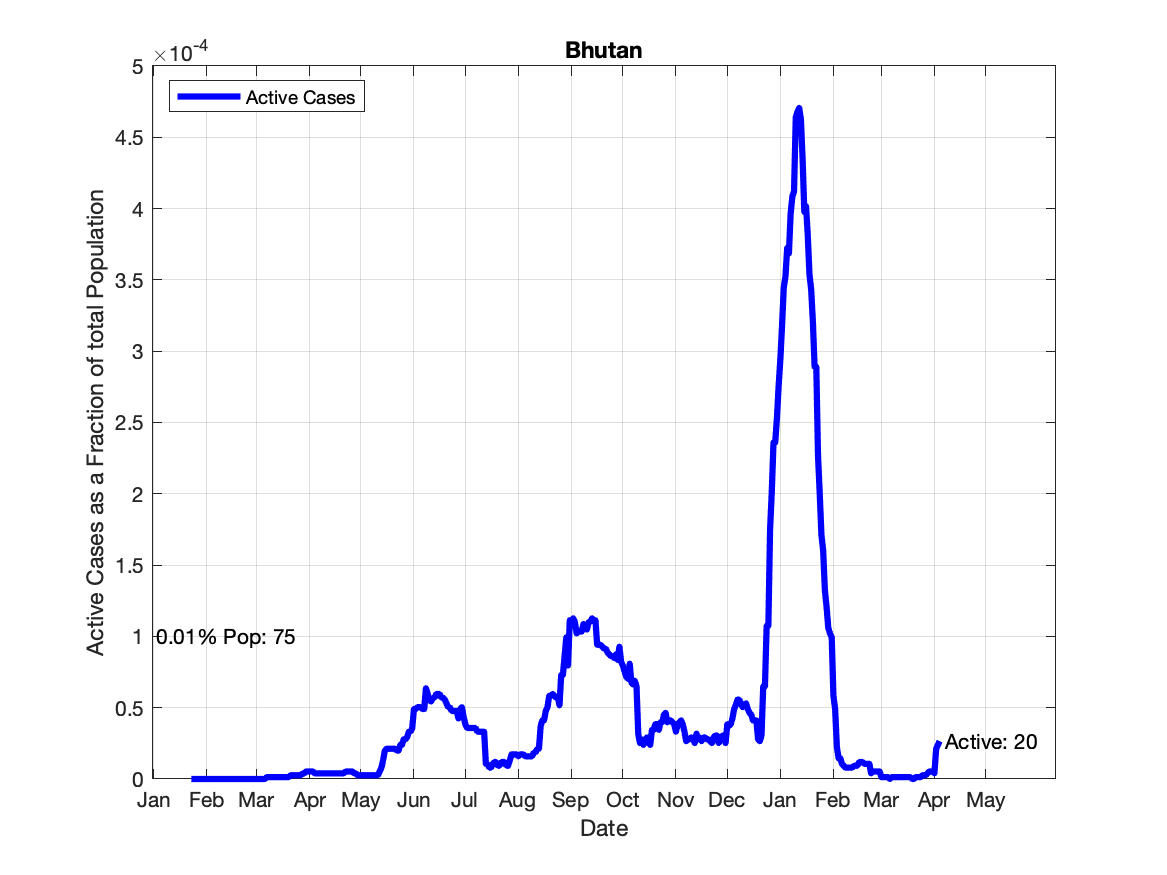 Bhutan
×10-4
5
4.5
4
3.5
3
2.5
2
1.5
1
0.5
0
Active Cases as a Fraction of total Population
Active Cases
0.01% Pop: 75
Active: 20
Jan Feb Mar Apr May Jun Jul Aug Sep Oct Nov Dec Jan Feb Mar Apr May
Date